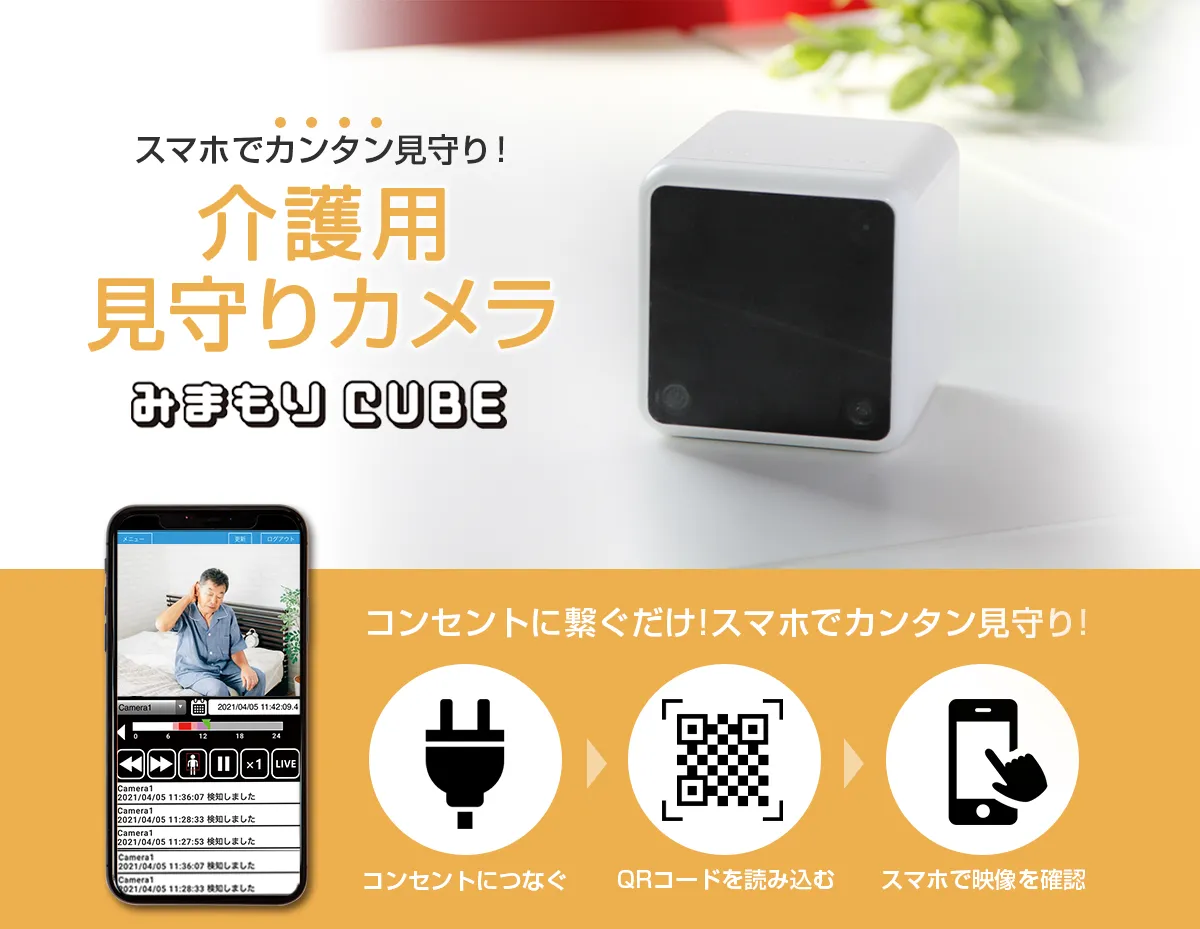 スマホでカンタン見守り!
介護用
見守りカメラ
みまもり CUBE
メニュー 更新 ログアウト
Camera1 2021/04/05 11:42:09.4
0 6 12 18 24
×1 LIVE
Camera1
2021/04/05 11:36:07 検知しました
Camera1
2021/04/05 11:28:33 検知しました
Camera1
2021/04/05 11:27:53 検知しました
Camera1
2021/04/05 11:36:07 検知しました
Camera1
2021/04/05 11:28:33 検知しました
コンセントに繋ぐだけ!スマホでカンタン見守り!
コンセントにつなぐ
QRコードを読み込む
スマホで映像を確認